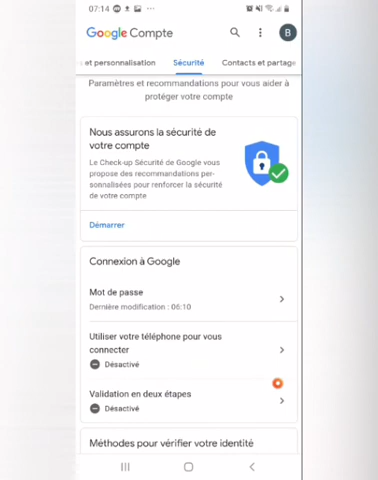 07:14
Google Compte
B
s et personnalisation Sécurité Contacts et partage
Paramètres et recommandations pour vous aider à
protéger votre compte
Nous assurons la sécurité de
votre compte
Le Check-up Sécurité de Google vous
propose des recommandations per-
sonnalisées pour renforcer la sécurité
de votre compte
Démarrer
Connexion à Google
Mot de passe
Dernière modification : 06:10
Utiliser votre téléphone pour vous
connecter
Désactivé
Validation en deux étapes
Désactivé
Méthodes pour vérifier votre identité